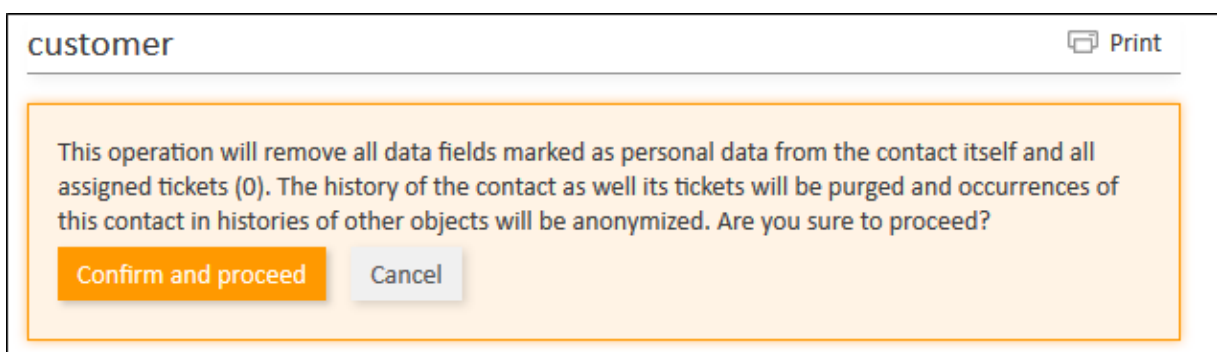 customer
Print
This operation will remove all data fields marked as personal data from the contact itself and all
assigned tickets (0). The history of the contact as well its tickets will be purged and occurrences of
this contact in histories of other objects will be anonymized. Are you sure to proceed?
Confirm and proceed
Cancel